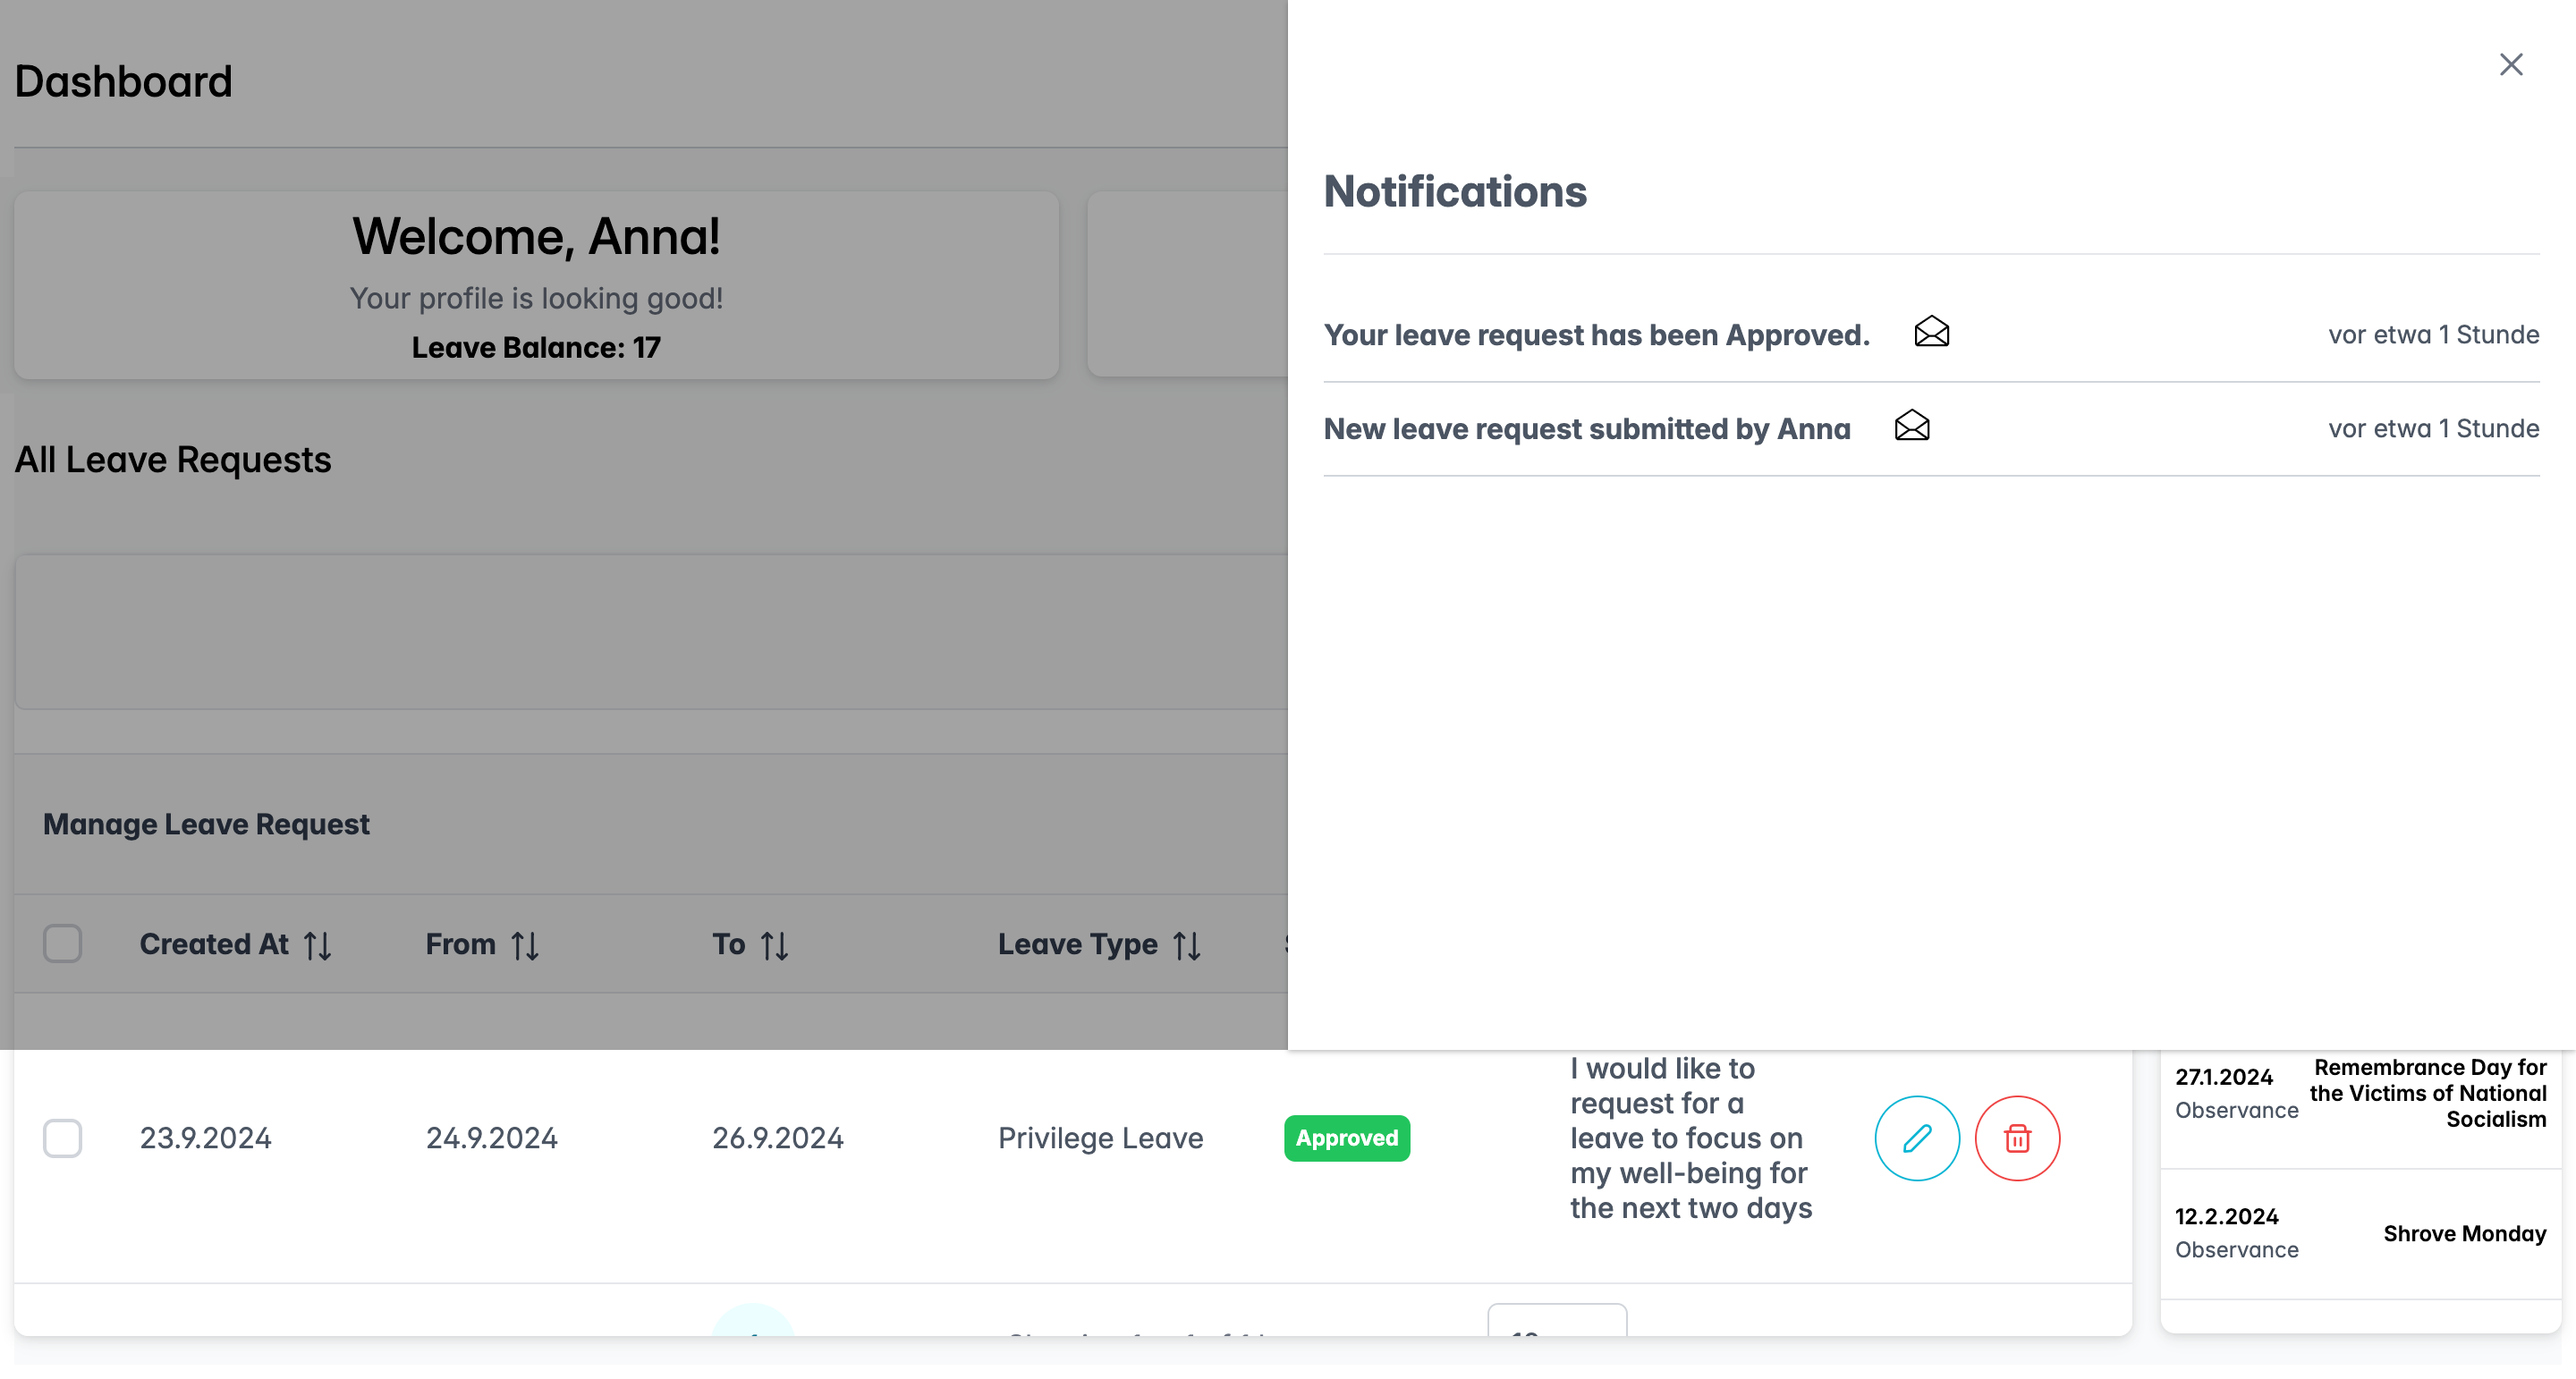 Dashboard
Welcome, Anna!
Your profile is looking good!
Leave Balance: 17
All Leave Requests
Notifications
Your leave request has been Approved.
vor etwa 1 Stunde
New leave request submitted by Anna
vor etwa 1 Stunde
Manage Leave Request
Created At
From
To
Leave Type
23.9.2024
24.9.2024
26.9.2024
Privilege Leave
Approved
I would like to
request for a
leave to focus on
my well-being for
the next two days
27.1.2024
Observance
Remembrance Day for
the Victims of National
Socialism
12.2.2024
Observance
Shrove Monday